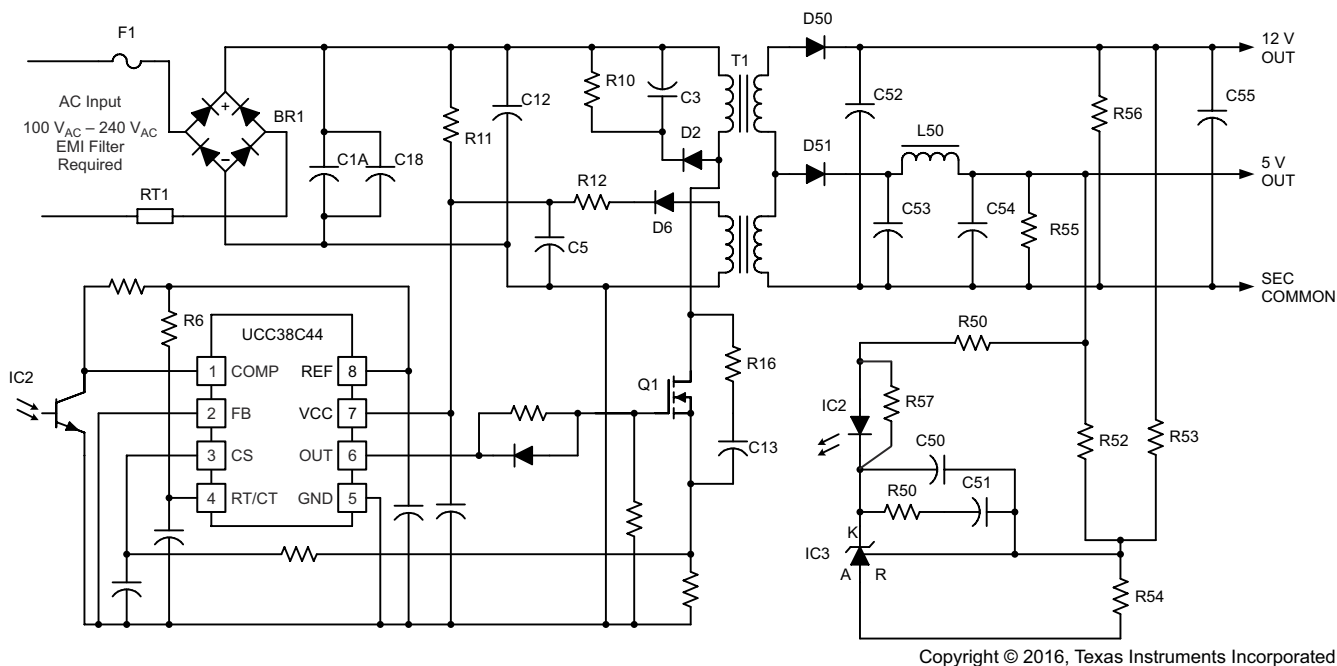 F1
AC Input
100 VAC – 240 VAC
EMI Filter
Required
BR1
+
–
RT1
C1A
C18
R11
C12
R10
C3
D2
T1
R12
D6
C5
D50
D51
C52
L50
C53
C54
R55
R56
C55
12 V
OUT
5 V
OUT
SEC
COMMON
R6
UCC38C44
IC2
1
COMP
REF
8
2
FB
VCC
7
3
CS
OUT
6
4
RT/CT
GND
5
Q1
R16
C13
R50
IC2
R57
C50
R50
C51
R52
R53
K
IC3
A
R
R54
Copyright © 2016, Texas Instruments Incorporated